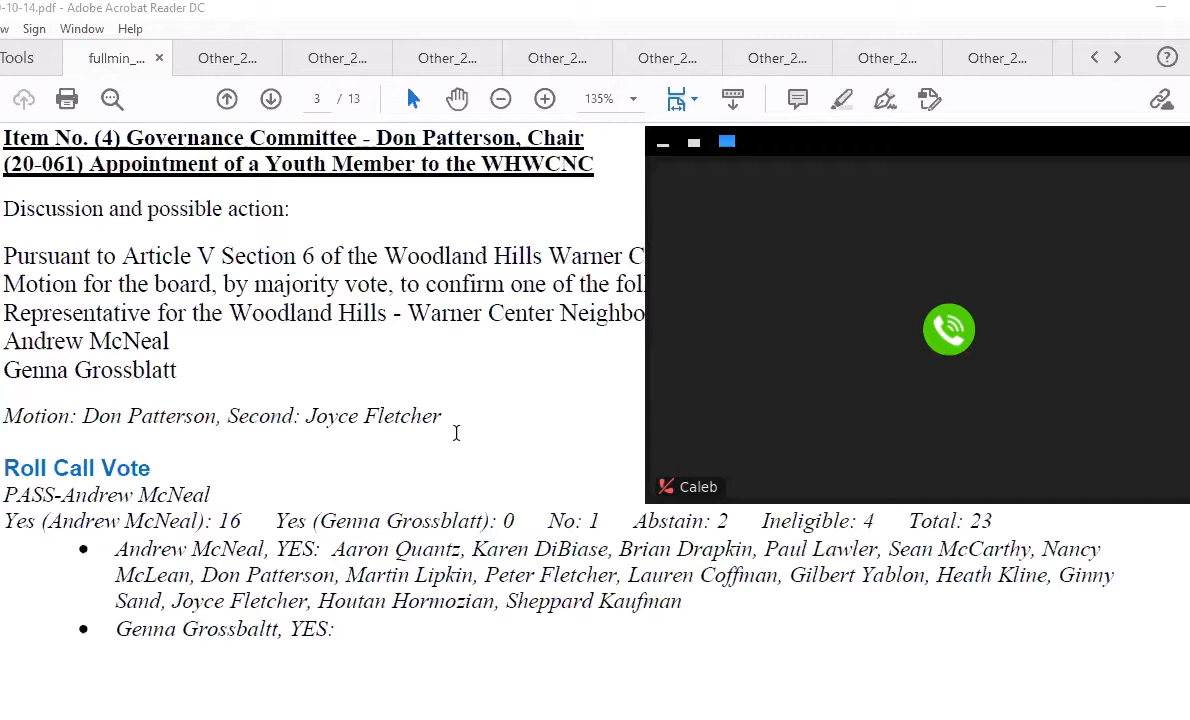 -10-14.pdf - Adobe Acrobat Reader DC
w Sign Window Help
Tools fullmin_... × Other_2... Other_2... Other_2... Other_2... Other_2... Other_2... Other_2... Other_2...
3 / 13 135%
Item No. (4) Governance Committee - Don Patterson, Chair
(20-061) Appointment of a Youth Member to the WHWCNC
Discussion and possible action:
Pursuant to Article V Section 6 of the Woodland Hills Warner C
Motion for the board, by majority vote, to confirm one of the fol
Representative for the Woodland Hills - Warner Center Neighbo
Andrew McNeal
Genna Grossblatt
Motion: Don Patterson, Second: Joyce Fletcher
Caleb
Roll Call Vote
PASS-Andrew McNeal
Yes (Andrew McNeal): 16 Yes (Genna Grossblatt): 0 No: 1 Abstain: 2 Ineligible: 4 Total: 23
• Andrew McNeal, YES: Aaron Quantz, Karen DiBiase, Brian Drapkin, Paul Lawler, Sean McCarthy, Nancy
McLean, Don Patterson, Martin Lipkin, Peter Fletcher, Lauren Coffman, Gilbert Yablon, Heath Kline, Ginny
Sand, Joyce Fletcher, Houtan Hormozian, Sheppard Kaufman
• Genna Grossbaltt, YES: